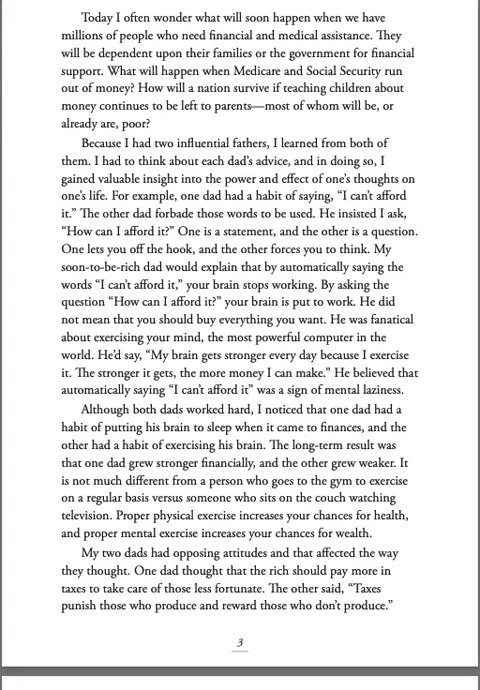 Today I often wonder what will soon happen when we have
millions of people who need financial and medical assistance. They
will be dependent upon their families or the government for financial
support. What will happen when Medicare and Social Security run
out of money? How will a nation survive if teaching children about
money continues to be left to parents—most of whom will be, or
already are, poor?
Because I had two influential fathers, I learned from both of
them. I had to think about each dad’s advice, and in doing so, I
gained valuable insight into the power and effect of one’s thoughts on
one’s life. For example, one dad had a habit of saying, “I can’t afford
it.” The other dad forbade those words to be used. He insisted I ask,
“How can I afford it?” One is a statement, and the other is a question.
One lets you off the hook, and the other forces you to think. My
soon-to-be-rich dad would explain that by automatically saying the
words “I can’t afford it,” your brain stops working. By asking the
question “How can I afford it?” your brain is put to work. He did
not mean that you should buy everything you want. He was fanatical
about exercising your mind, the most powerful computer in the
world. He’d say, “My brain gets stronger every day because I exercise
it. The stronger it gets, the more money I can make.” He believed that
automatically saying “I can’t afford it” was a sign of mental laziness.
Although both dads worked hard, I noticed that one dad had a
habit of putting his brain to sleep when it came to finances, and the
other had a habit of exercising his brain. The long-term result was
that one dad grew stronger financially, and the other grew weaker. It
is not much different from a person who goes to the gym to exercise
on a regular basis versus someone who sits on the couch watching
television. Proper physical exercise increases your chances for health,
and proper mental exercise increases your chances for wealth.
My two dads had opposing attitudes and that affected the way
they thought. One dad thought that the rich should pay more in
taxes to take care of those less fortunate. The other said, “Taxes
punish those who produce and reward those who don’t produce.”
3